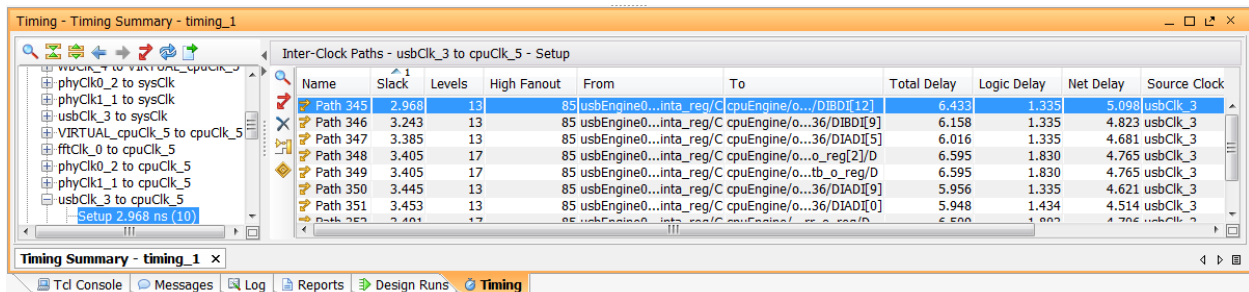 Timing - Timing Summary - timing_1
Inter-Clock Paths - usbClk_3 to cpuClk_5 - Setup
wbClk_4 to VIRTUAL_cpuClk_5
phyClk0_2 to sysClk
phyClk1_1 to sysClk
usbClk_3 to sysClk
VIRTUAL_cpuClk_5 to cpuClk_5
fftClk_0 to cpuClk_5
phyClk0_2 to cpuClk_5
phyClk1_1 to cpuClk_5
usbClk_3 to cpuClk_5
Setup 2.968 ns (10)
Name Slack 1 Levels High Fanout From To Total Delay Logic Delay Net Delay Source Clock
Path 345 2.968 13 85 usbEngine0...inta_reg/C cpuEngine/o.../DIBDI[12] 6.433 1.335 5.098 usbClk_3
Path 346 3.243 13 85 usbEngine0...inta_reg/C cpuEngine/o...36/DIBDI[9] 6.158 1.335 4.823 usbClk_3
Path 347 3.385 13 85 usbEngine0...inta_reg/C cpuEngine/o...36/DIADI[5] 6.016 1.335 4.681 usbClk_3
Path 348 3.405 17 85 usbEngine0...inta_reg/C cpuEngine/o...o_reg[2]/D 6.595 1.830 4.765 usbClk_3
Path 349 3.405 17 85 usbEngine0...inta_reg/C cpuEngine/o...tb_o_reg/D 6.595 1.830 4.765 usbClk_3
Path 350 3.445 13 85 usbEngine0...inta_reg/C cpuEngine/o...36/DIADI[9] 5.956 1.335 4.621 usbClk_3
Path 351 3.453 13 85 usbEngine0...inta_reg/C cpuEngine/o...36/DIADI[0] 5.948 1.434 4.514 usbClk_3
Timing Summary - timing_1 ×
Tcl Console Messages Log Reports Design Runs Timing